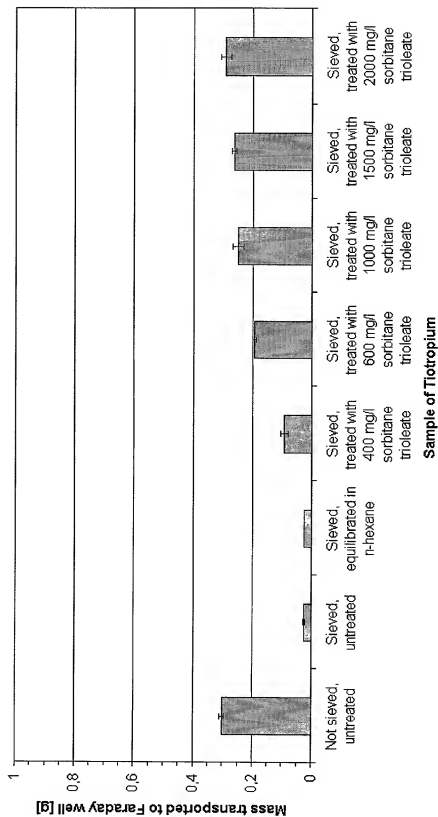 Mass transported to Faraday well [g]
1
0,8
0,6
0,4
0,2
0
Not sieved,
untreated
Sieved,
untreated
Sieved,
equilibrated in
n-hexane
Sieved,
treated with
400 mg/l
sorbitane
trioleate
Sieved,
treated with
600 mg/l
sorbitane
trioleate
Sieved,
treated with
1000 mg/l
sorbitane
trioleate
Sieved,
treated with
1500 mg/l
sorbitane
trioleate
Sieved,
treated with
2000 mg/l
sorbitane
trioleate
Sample of Tiotropium